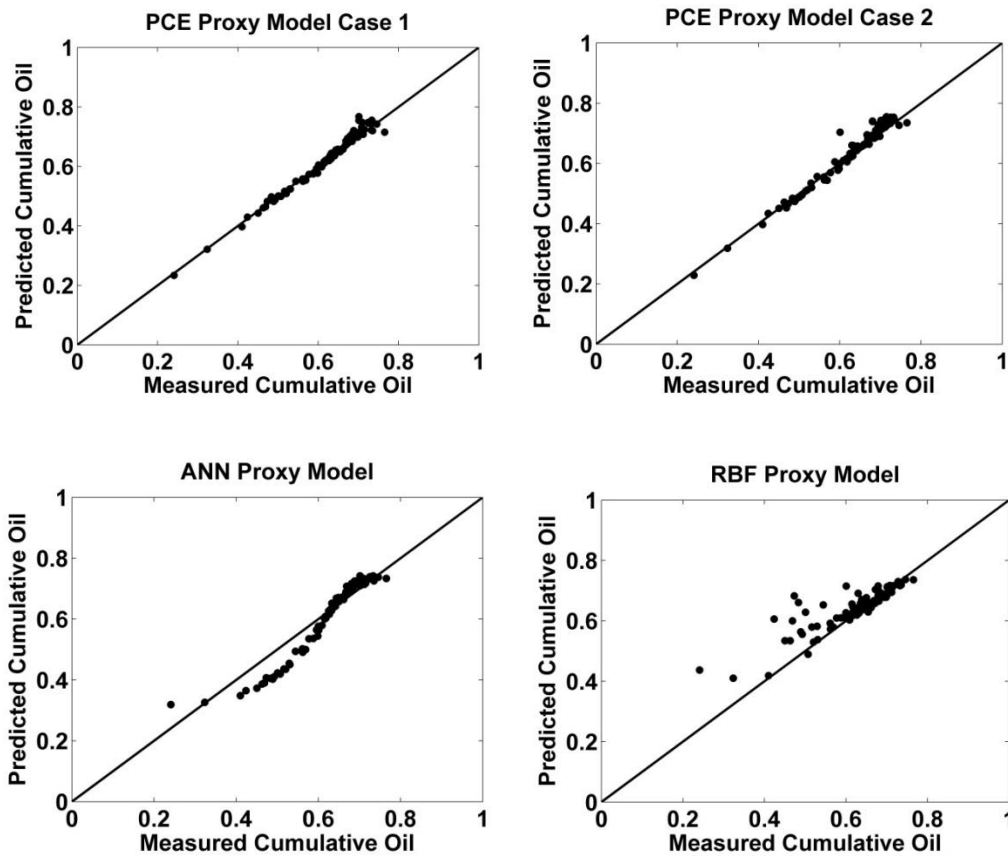 PCE Proxy Model Case 1
1
0.8
0.6
0.4
0.2
0
0 0.2 0.4 0.6 0.8 1
Predicted Cumulative Oil
Measured Cumulative Oil
PCE Proxy Model Case 2
1
0.8
0.6
0.4
0.2
0
0 0.2 0.4 0.6 0.8 1
Predicted Cumulative Oil
Measured Cumulative Oil
ANN Proxy Model
1
0.8
0.6
0.4
0.2
0
0 0.2 0.4 0.6 0.8 1
Predicted Cumulative Oil
Measured Cumulative Oil
RBF Proxy Model
1
0.8
0.6
0.4
0.2
0
0 0.2 0.4 0.6 0.8 1
Predicted Cumulative Oil
Measured Cumulative Oil